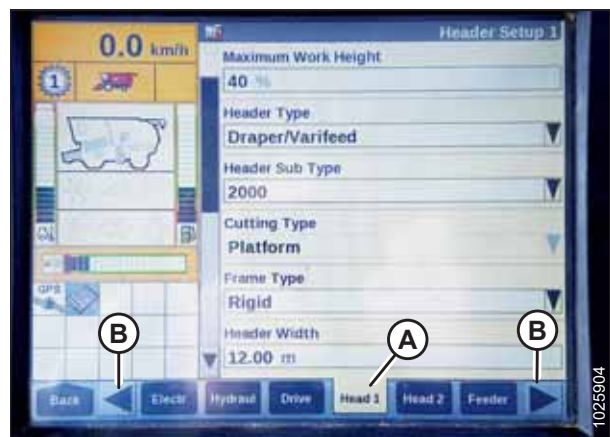 0.0 km/h
Header Setup 1
Maximum Work Height
40 %
1
Header Type
Draper/Varifeed
Header Sub Type
2000
Cutting Type
Platform
Frame Type
GPS
Rigid
Header Width
12.00 m
B
A
B
Back
Electr
Hydraul
Drive
Head 1
Head 2
Feeder
1025904